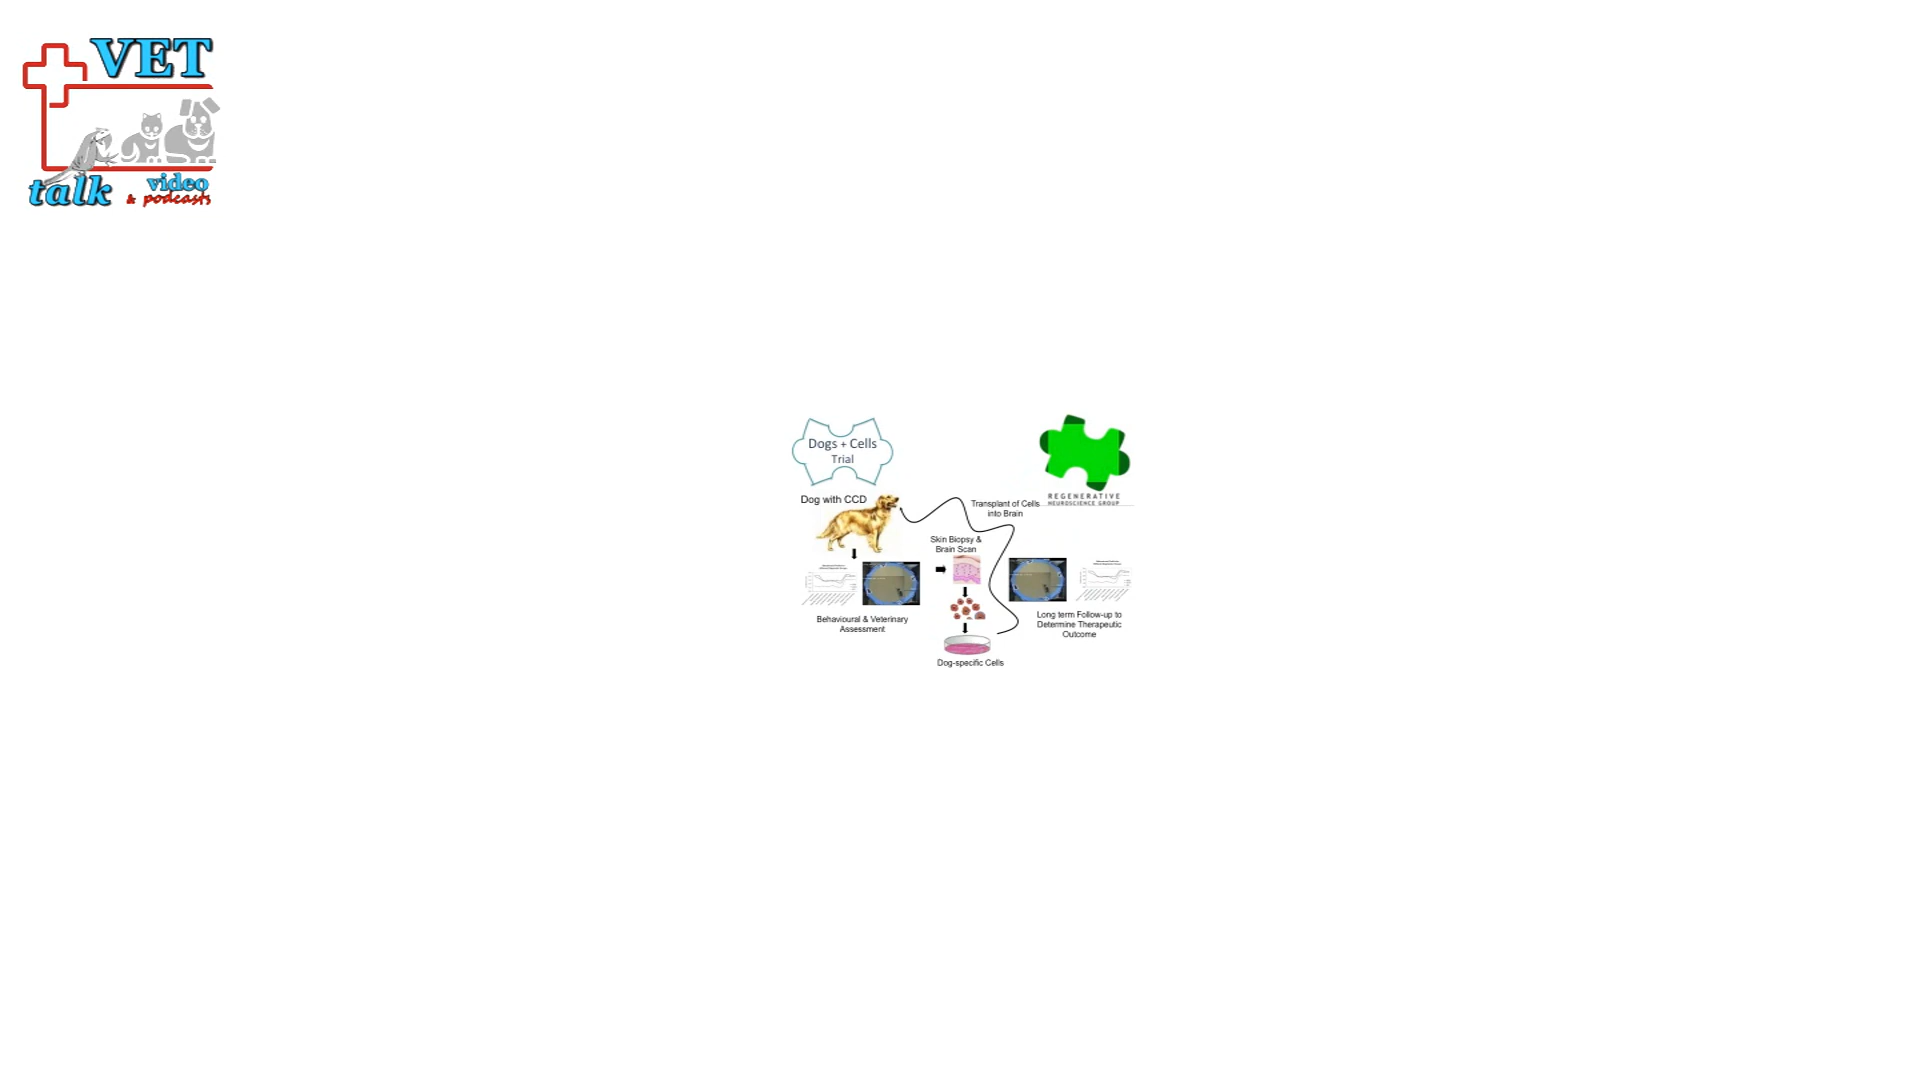 VET
talk
video
& podcasts
Dogs + Cells
Trial
REGENERATIVE
NEUROSCIENCE GROUP
Dog with CCD
Transplant of Cells
into Brain
Skin Biopsy &
Brain Scan
Behavioural & Veterinary
Assessment
Long term Follow-up to
Determine Therapeutic
Outcome
Dog-specific Cells